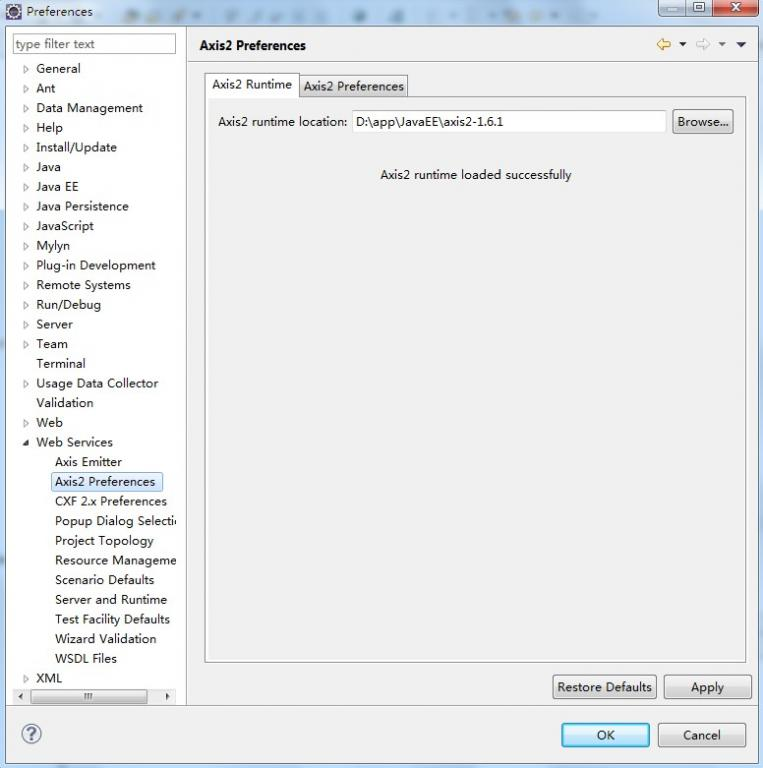 Preferences
type filter text
General
Ant
Data Management
Help
Install/Update
Java
Java EE
Java Persistence
JavaScript
Mylyn
Plug-in Development
Remote Systems
Run/Debug
Server
Team
Terminal
Usage Data Collector
Validation
Web
Web Services
Axis Emitter
Axis2 Preferences
CXF 2.x Preferences
Popup Dialog Selecti
Project Topology
Resource Manageme
Scenario Defaults
Server and Runtime
Test Facility Defaults
Wizard Validation
WSDL Files
XML
Axis2 Preferences
Axis2 Runtime Axis2 Preferences
Axis2 runtime location: D:\app\JavaEE\axis2-1.6.1 Browse...
Axis2 runtime loaded successfully
Restore Defaults Apply
OK Cancel